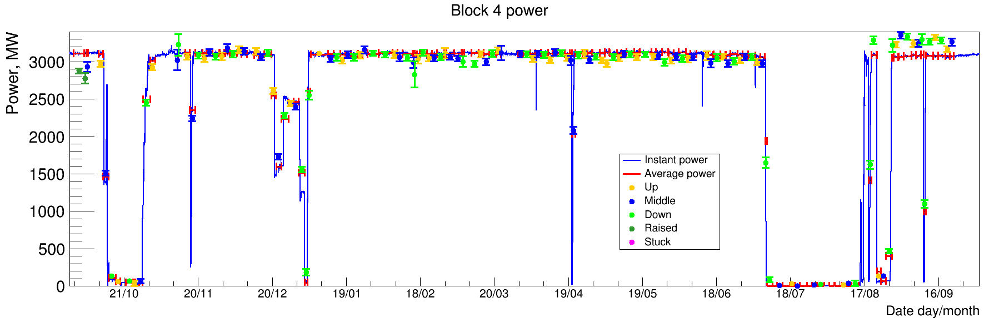 Block 4 power
Power, MW
3000
2500
2000
1500
1000
500
0
Instant power
Average power
Up
Middle
Down
Raised
Stuck
21/10 20/11 20/12 19/01 18/02 20/03 19/04 19/05 18/06 18/07 17/08 16/09
Date day/month